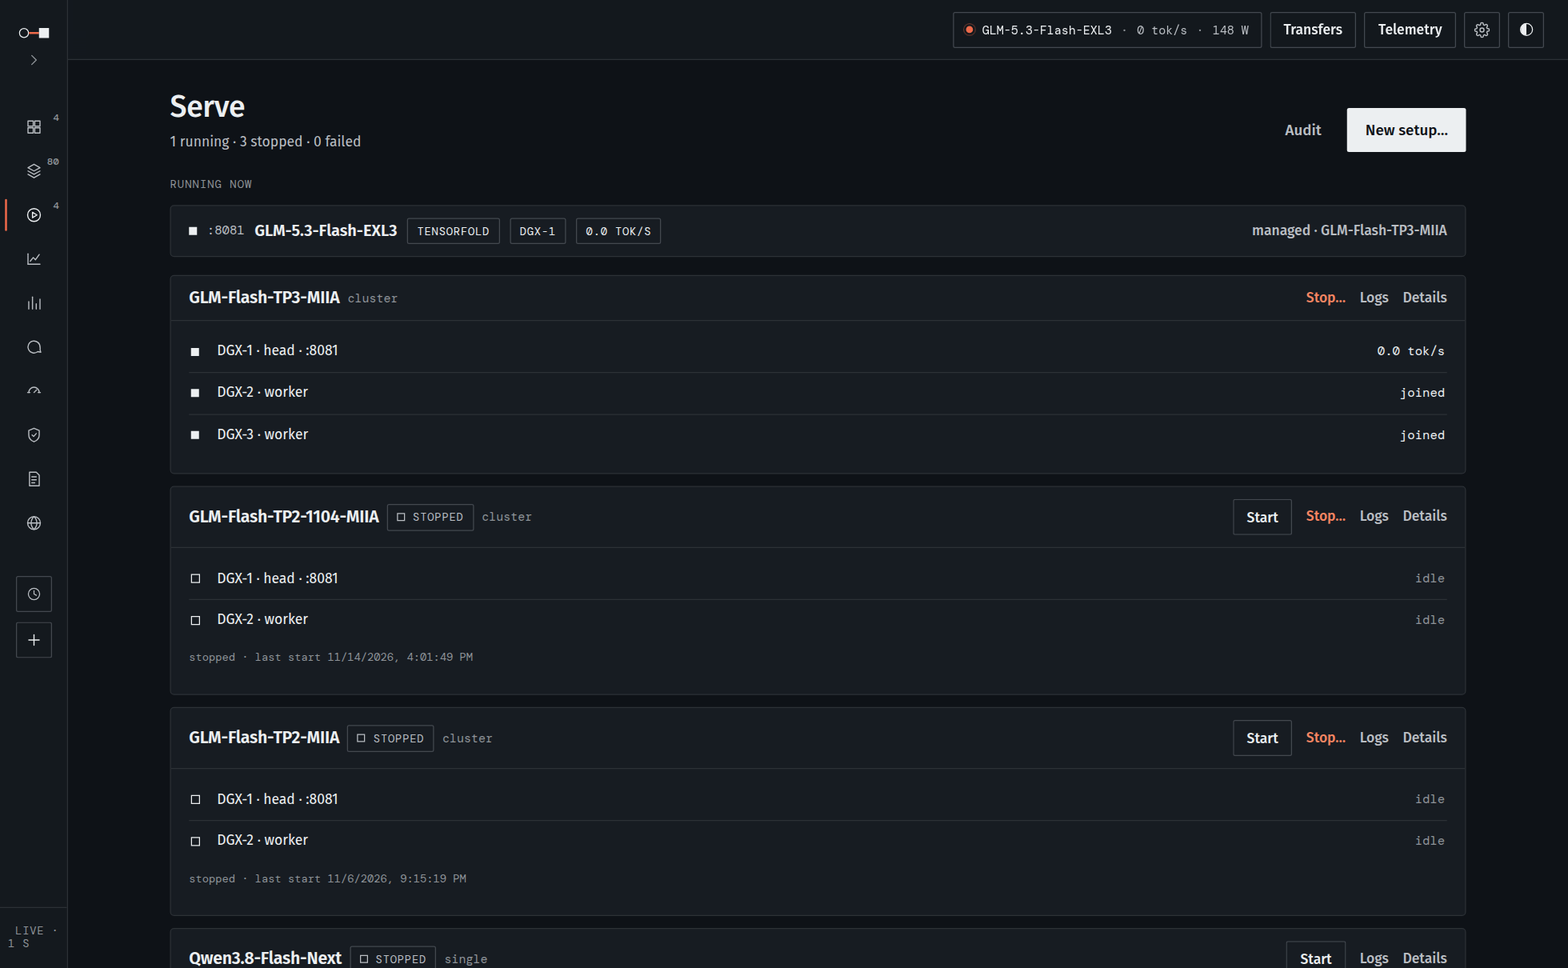 GLM-5.3-Flash-EXL3 · 0 tok/s · 148 W
Transfers
Telemetry
4
80
4
LIVE ·
1 S
Serve
1 running · 3 stopped · 0 failed
Audit
New setup...
RUNNING NOW
:8081 GLM-5.3-Flash-EXL3 TENSORFOLD DGX-1 0.0 TOK/S managed · GLM-Flash-TP3-MIIA
GLM-Flash-TP3-MIIA cluster Stop... Logs Details
DGX-1 · head · :8081 0.0 tok/s
DGX-2 · worker joined
DGX-3 · worker joined
GLM-Flash-TP2-1104-MIIA STOPPED cluster Start Stop... Logs Details
DGX-1 · head · :8081 idle
DGX-2 · worker idle
stopped · last start 11/14/2026, 4:01:49 PM
GLM-Flash-TP2-MIIA STOPPED cluster Start Stop... Logs Details
DGX-1 · head · :8081 idle
DGX-2 · worker idle
stopped · last start 11/6/2026, 9:15:19 PM
Qwen3.8-Flash-Next STOPPED single Start Logs Details